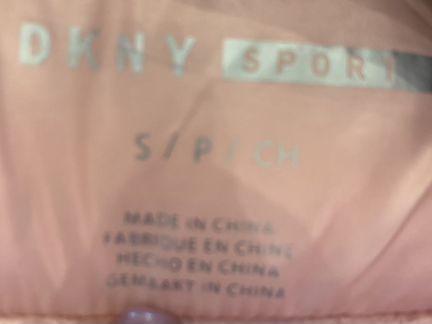 DKNY SPORT
S / P / CH
MADE IN CHINA
FABRIQUE EN CHINE
HECHO EN CHINA
GEMAAKT IN CHINA